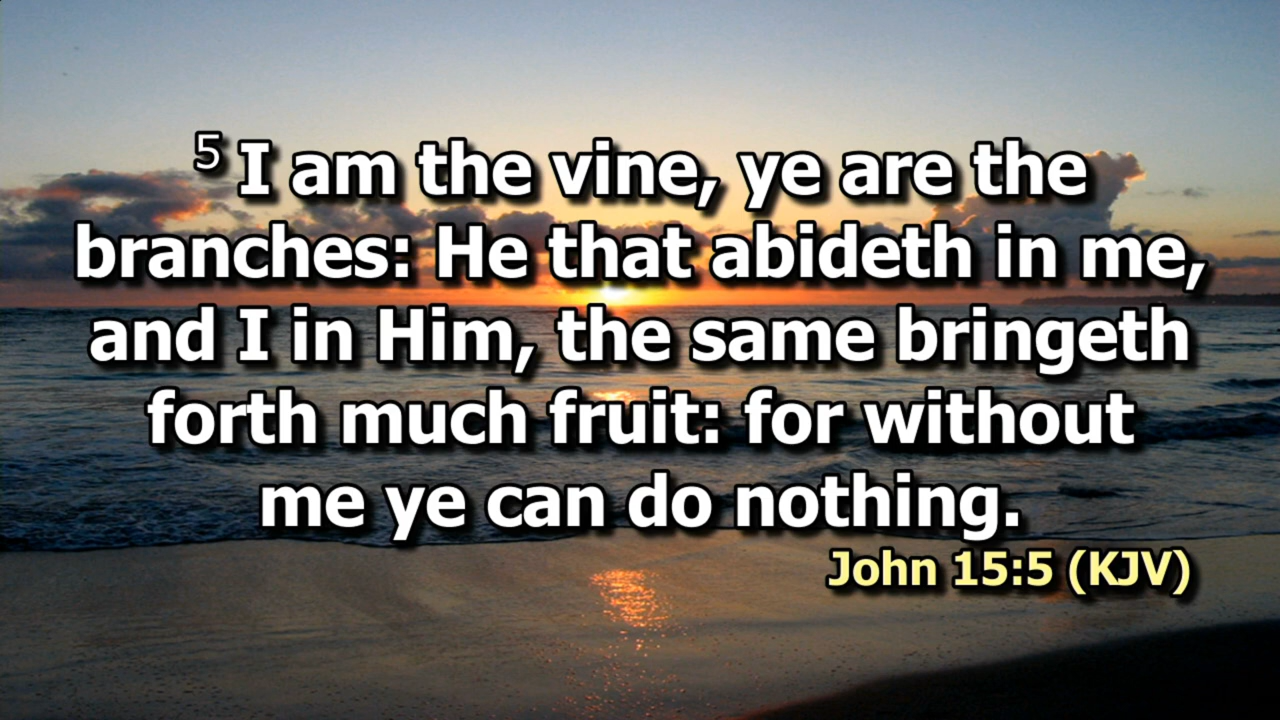 5 I am the vine, ye are the
branches: He that abideth in me,
and I in Him, the same bringeth
forth much fruit: for without
me ye can do nothing.
John 15:5 (KJV)